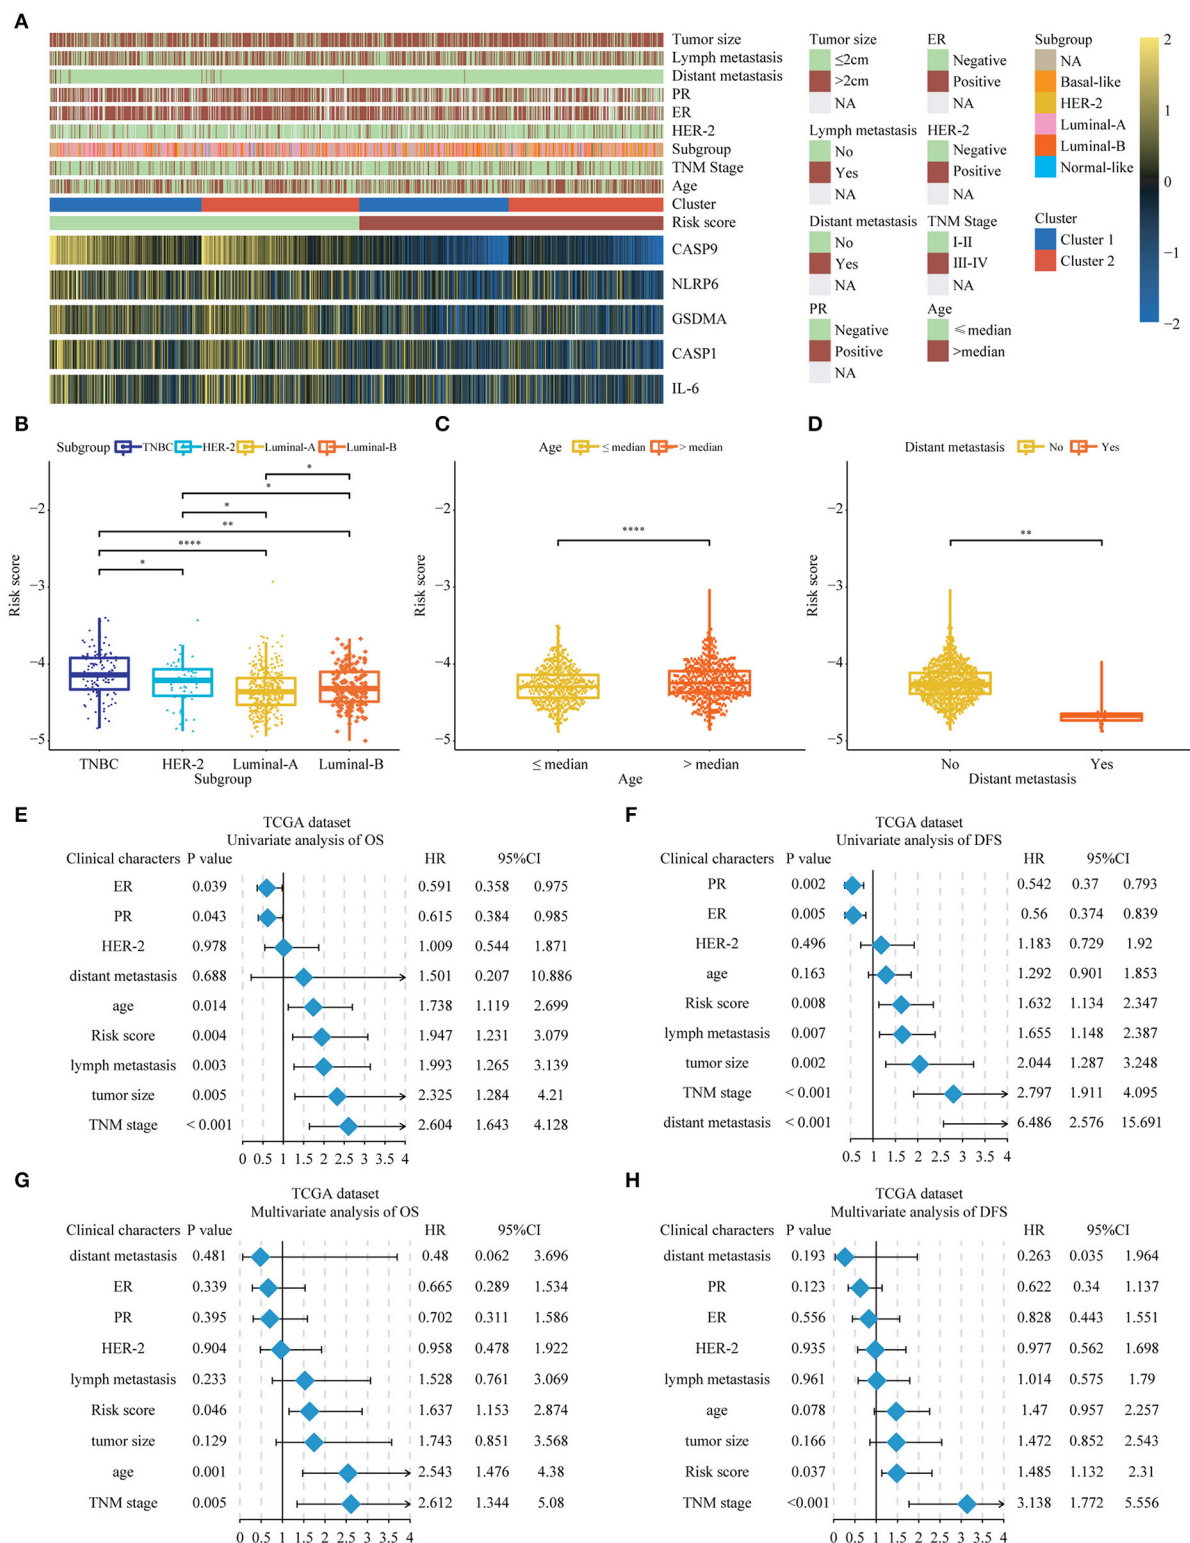 A
Tumor size
Lymph metastasis
Distant metastasis
PR
ER
HER-2
Subgroup
TNM Stage
Age
Cluster
Risk score
CASP9
NLRP6
GSDMA
CASP1
IL-6
Tumor size
≤2cm
>2cm
NA
Lymph metastasis
No
Yes
NA
Distant metastasis
No
Yes
NA
PR
Negative
Positive
NA
ER
Negative
Positive
NA
HER-2
Negative
Positive
NA
TNM Stage
I-II
III-IV
NA
Age
⩽ median
>median
Subgroup
NA
Basal-like
HER-2
Luminal-A
Luminal-B
Normal-like
Cluster
Cluster 1
Cluster 2
2
1
0
−1
−2
B
Subgroup TNBC HER-2 Luminal-A Luminal-B
Risk score
−2
−3
−4
−5
*
*
*
**
****
*
TNBC HER-2 Luminal-A Luminal-B
Subgroup
C
Age ≤ median > median
Risk score
−2
−3
−4
−5
****
≤ median > median
Age
D
Distant metastasis No Yes
Risk score
−2
−3
−4
−5
**
No Yes
Distant metastasis
E
TCGA dataset
Univariate analysis of OS
Clinical characters P value HR 95%CI
ER 0.039 0.591 0.358 0.975
PR 0.043 0.615 0.384 0.985
HER-2 0.978 1.009 0.544 1.871
distant metastasis 0.688 1.501 0.207 10.886
age 0.014 1.738 1.119 2.699
Risk score 0.004 1.947 1.231 3.079
lymph metastasis 0.003 1.993 1.265 3.139
tumor size 0.005 2.325 1.284 4.21
TNM stage < 0.001 2.604 1.643 4.128
0 0.5 1 1.5 2 2.5 3 3.5 4
F
TCGA dataset
Univariate analysis of DFS
Clinical characters P value HR 95%CI
PR 0.002 0.542 0.37 0.793
ER 0.005 0.56 0.374 0.839
HER-2 0.496 1.183 0.729 1.92
age 0.163 1.292 0.901 1.853
Risk score 0.008 1.632 1.134 2.347
lymph metastasis 0.007 1.655 1.148 2.387
tumor size 0.002 2.044 1.287 3.248
TNM stage < 0.001 2.797 1.911 4.095
distant metastasis < 0.001 6.486 2.576 15.691
0.5 1 1.5 2 2.5 3 3.5 4
G
TCGA dataset
Multivariate analysis of OS
Clinical characters P value HR 95%CI
distant metastasis 0.481 0.48 0.062 3.696
ER 0.339 0.665 0.289 1.534
PR 0.395 0.702 0.311 1.586
HER-2 0.904 0.958 0.478 1.922
lymph metastasis 0.233 1.528 0.761 3.069
Risk score 0.046 1.637 1.153 2.874
tumor size 0.129 1.743 0.851 3.568
age 0.001 2.543 1.476 4.38
TNM stage 0.005 2.612 1.344 5.08
0 0.5 1 1.5 2 2.5 3 3.5 4
H
TCGA dataset
Multivariate analysis of DFS
Clinical characters P value HR 95%CI
distant metastasis 0.193 0.263 0.035 1.964
PR 0.123 0.622 0.34 1.137
ER 0.556 0.828 0.443 1.551
HER-2 0.935 0.977 0.562 1.698
lymph metastasis 0.961 1.014 0.575 1.79
age 0.078 1.47 0.957 2.257
tumor size 0.166 1.472 0.852 2.543
Risk score 0.037 1.485 1.132 2.31
TNM stage <0.001 3.138 1.772 5.556
0 0.5 1 1.5 2 2.5 3 3.5 4